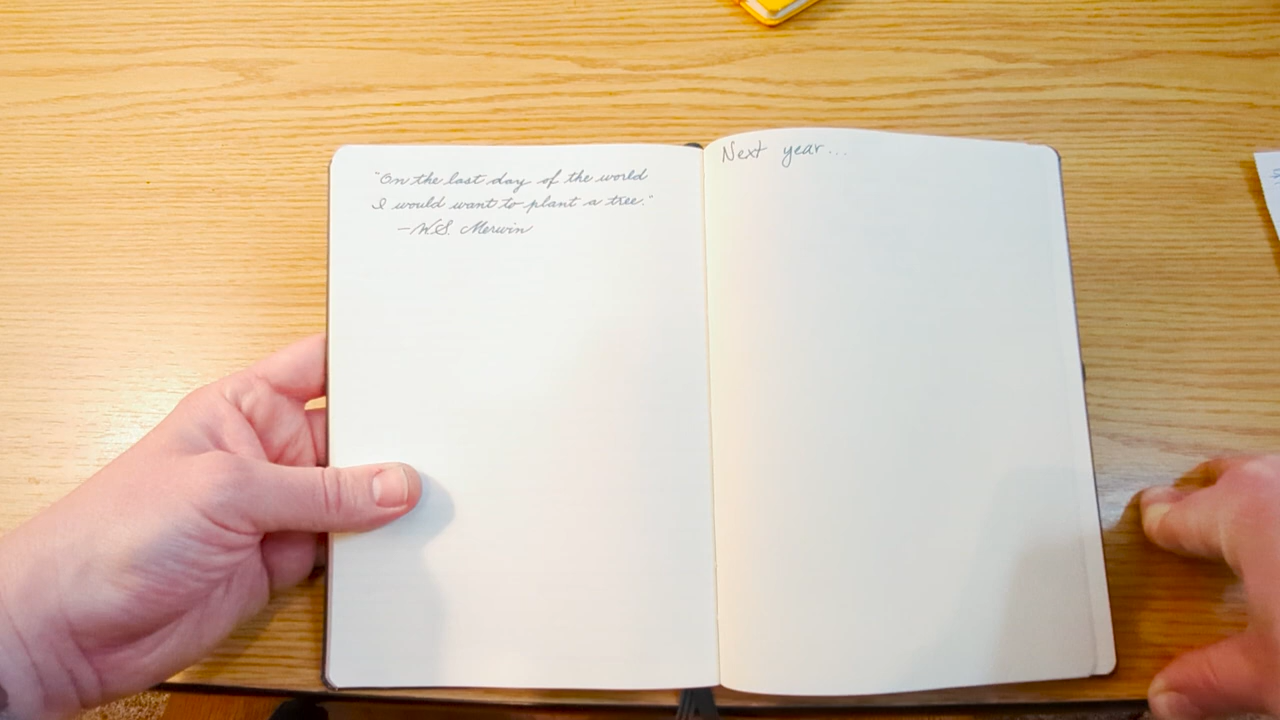 "On the last day of the world
I would want to plant a tree."
—W.S. Merwin
Next year...